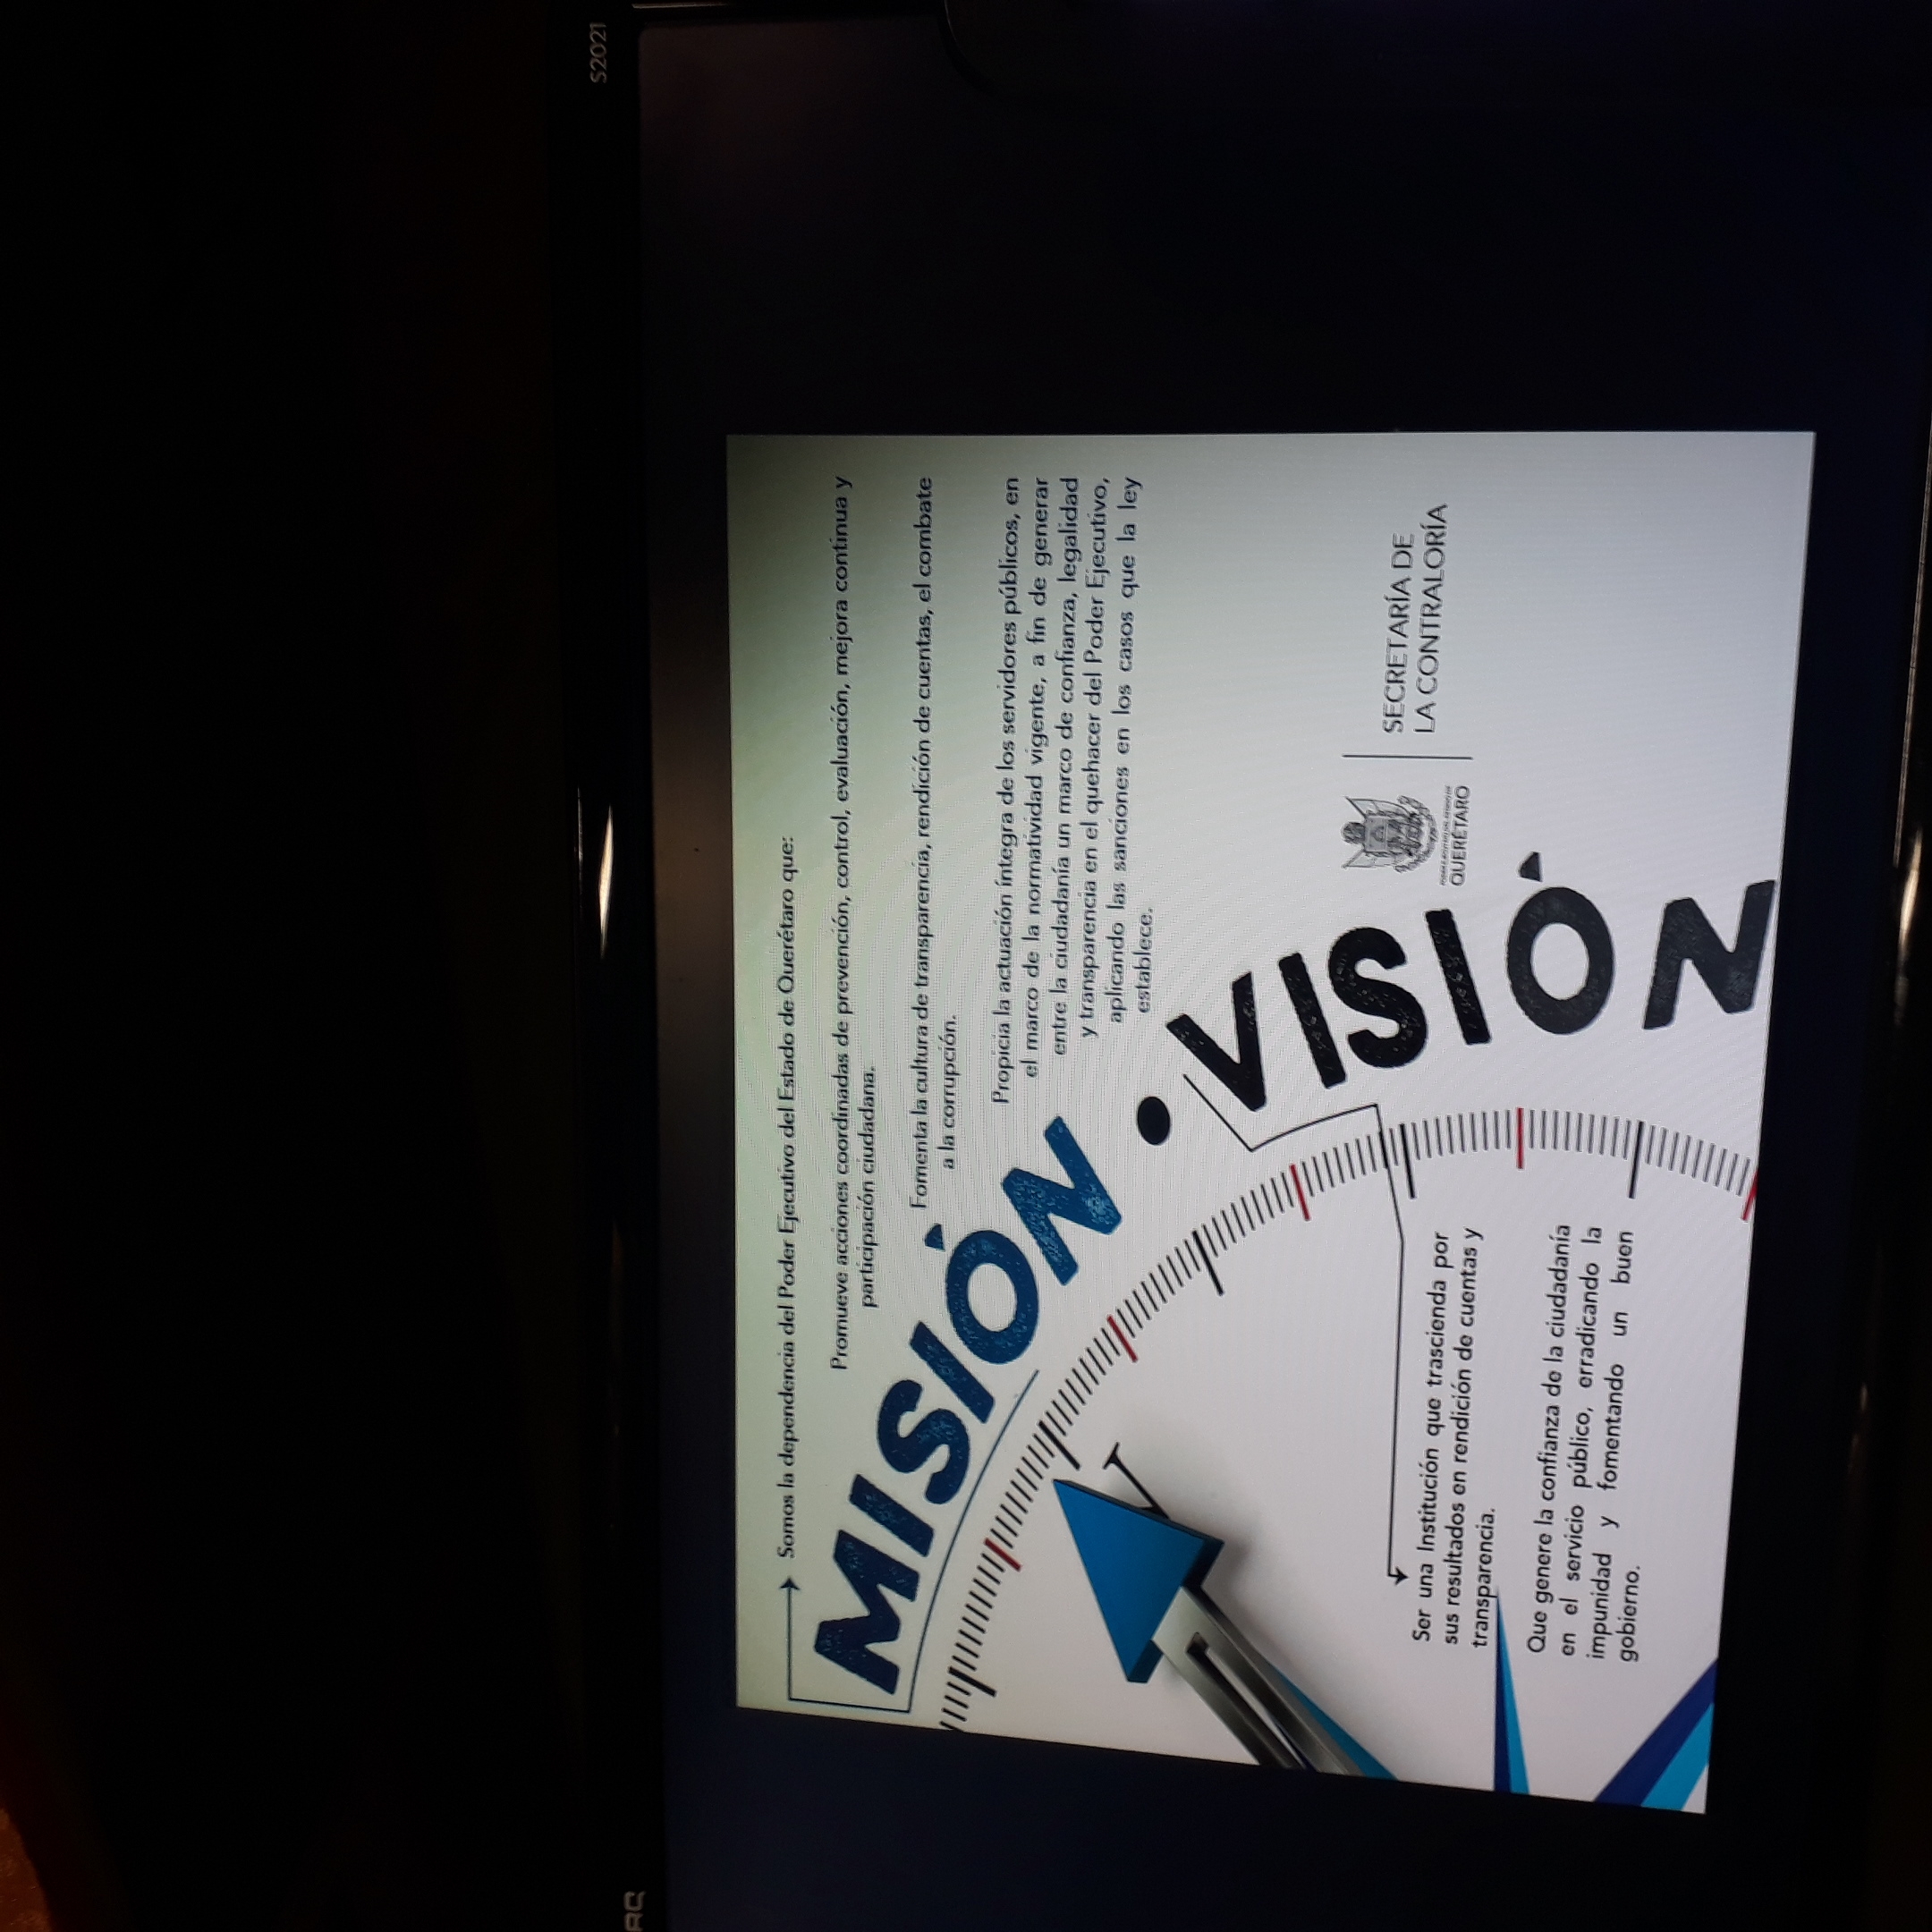 S2021
Somos la dependencia del Poder Ejecutivo del Estado de Querétaro que:
Promueve acciones coordinadas de prevención, control, evaluación, mejora continua y
participación ciudadana.
Fomenta la cultura de transparencia, rendición de cuentas, el combate
a la corrupción.
Propicia la actuación íntegra de los servidores públicos, en
el marco de la normatividad vigente, a fin de generar
entre la ciudadanía un marco de confianza, legalidad
y transparencia en el quehacer del Poder Ejecutivo,
aplicando las sanciones en los casos que la ley
establece.
MISIÓN • VISIÓN
V
Ser una Institución que trascienda por
sus resultados en rendición de cuentas y
transparencia.
Que genere la confianza de la ciudadanía
en el servicio público, erradicando la
impunidad y fomentando un buen
gobierno.
QUERÉTARO
SECRETARÍA DE
LA CONTRALORÍA